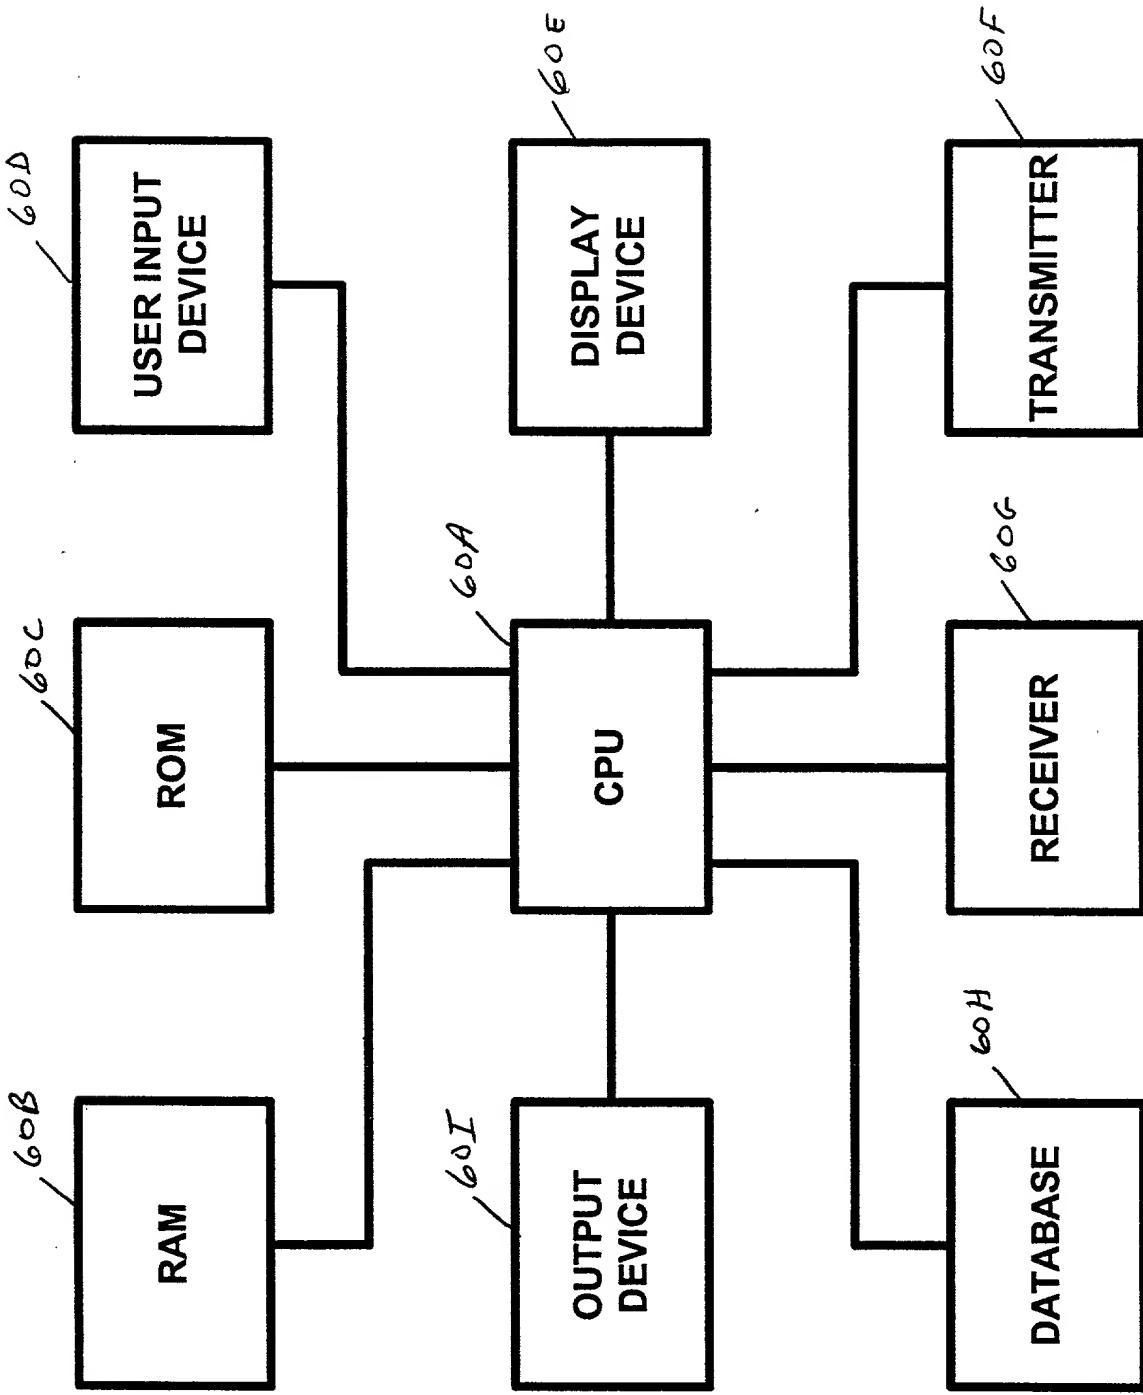 60B
RAM
60C
ROM
60D
USER INPUT
DEVICE
60I
OUTPUT
DEVICE
60A
CPU
60E
DISPLAY
DEVICE
60H
DATABASE
60G
RECEIVER
60F
TRANSMITTER